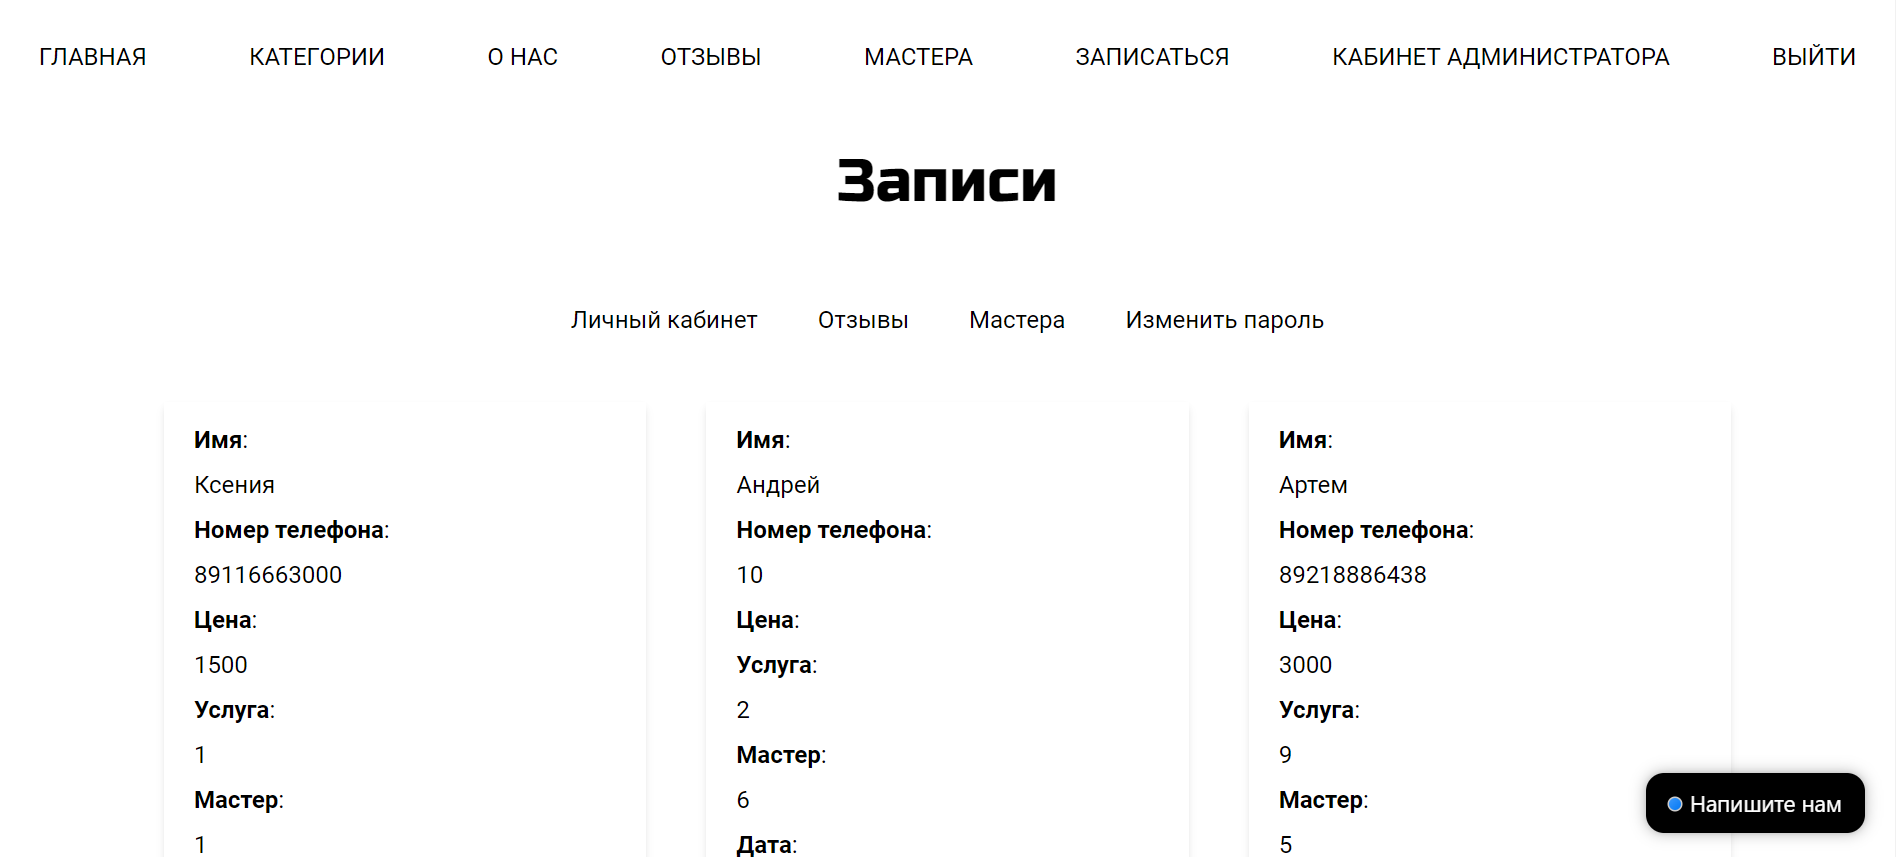 ГЛАВНАЯ КАТЕГОРИИ О НАС ОТЗЫВЫ МАСТЕРА ЗАПИСАТЬСЯ КАБИНЕТ АДМИНИСТРАТОРА ВЫЙТИ
Записи
Личный кабинет Отзывы Мастера Изменить пароль
Имя:
Ксения
Номер телефона:
89116663000
Цена:
1500
Услуга:
1
Мастер:
1
Имя:
Андрей
Номер телефона:
10
Цена:
Услуга:
2
Мастер:
6
Дата:
Имя:
Артем
Номер телефона:
89218886438
Цена:
3000
Услуга:
9
Мастер:
5
Напишите нам